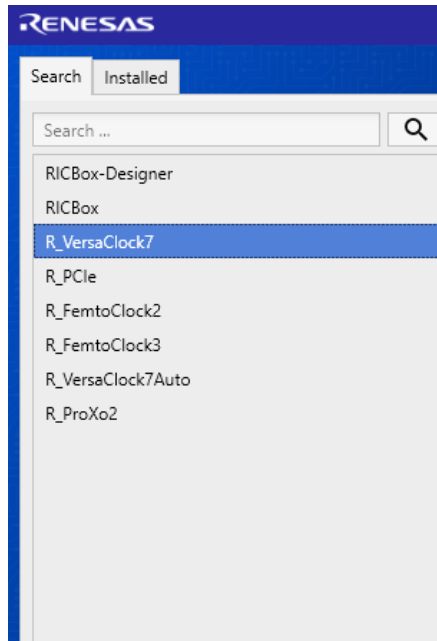 RENESAS
Search Installed
Search ...
RICBox-Designer
RICBox
R_VersaClock7
R_PCIe
R_FemtoClock2
R_FemtoClock3
R_VersaClock7Auto
R_ProXo2